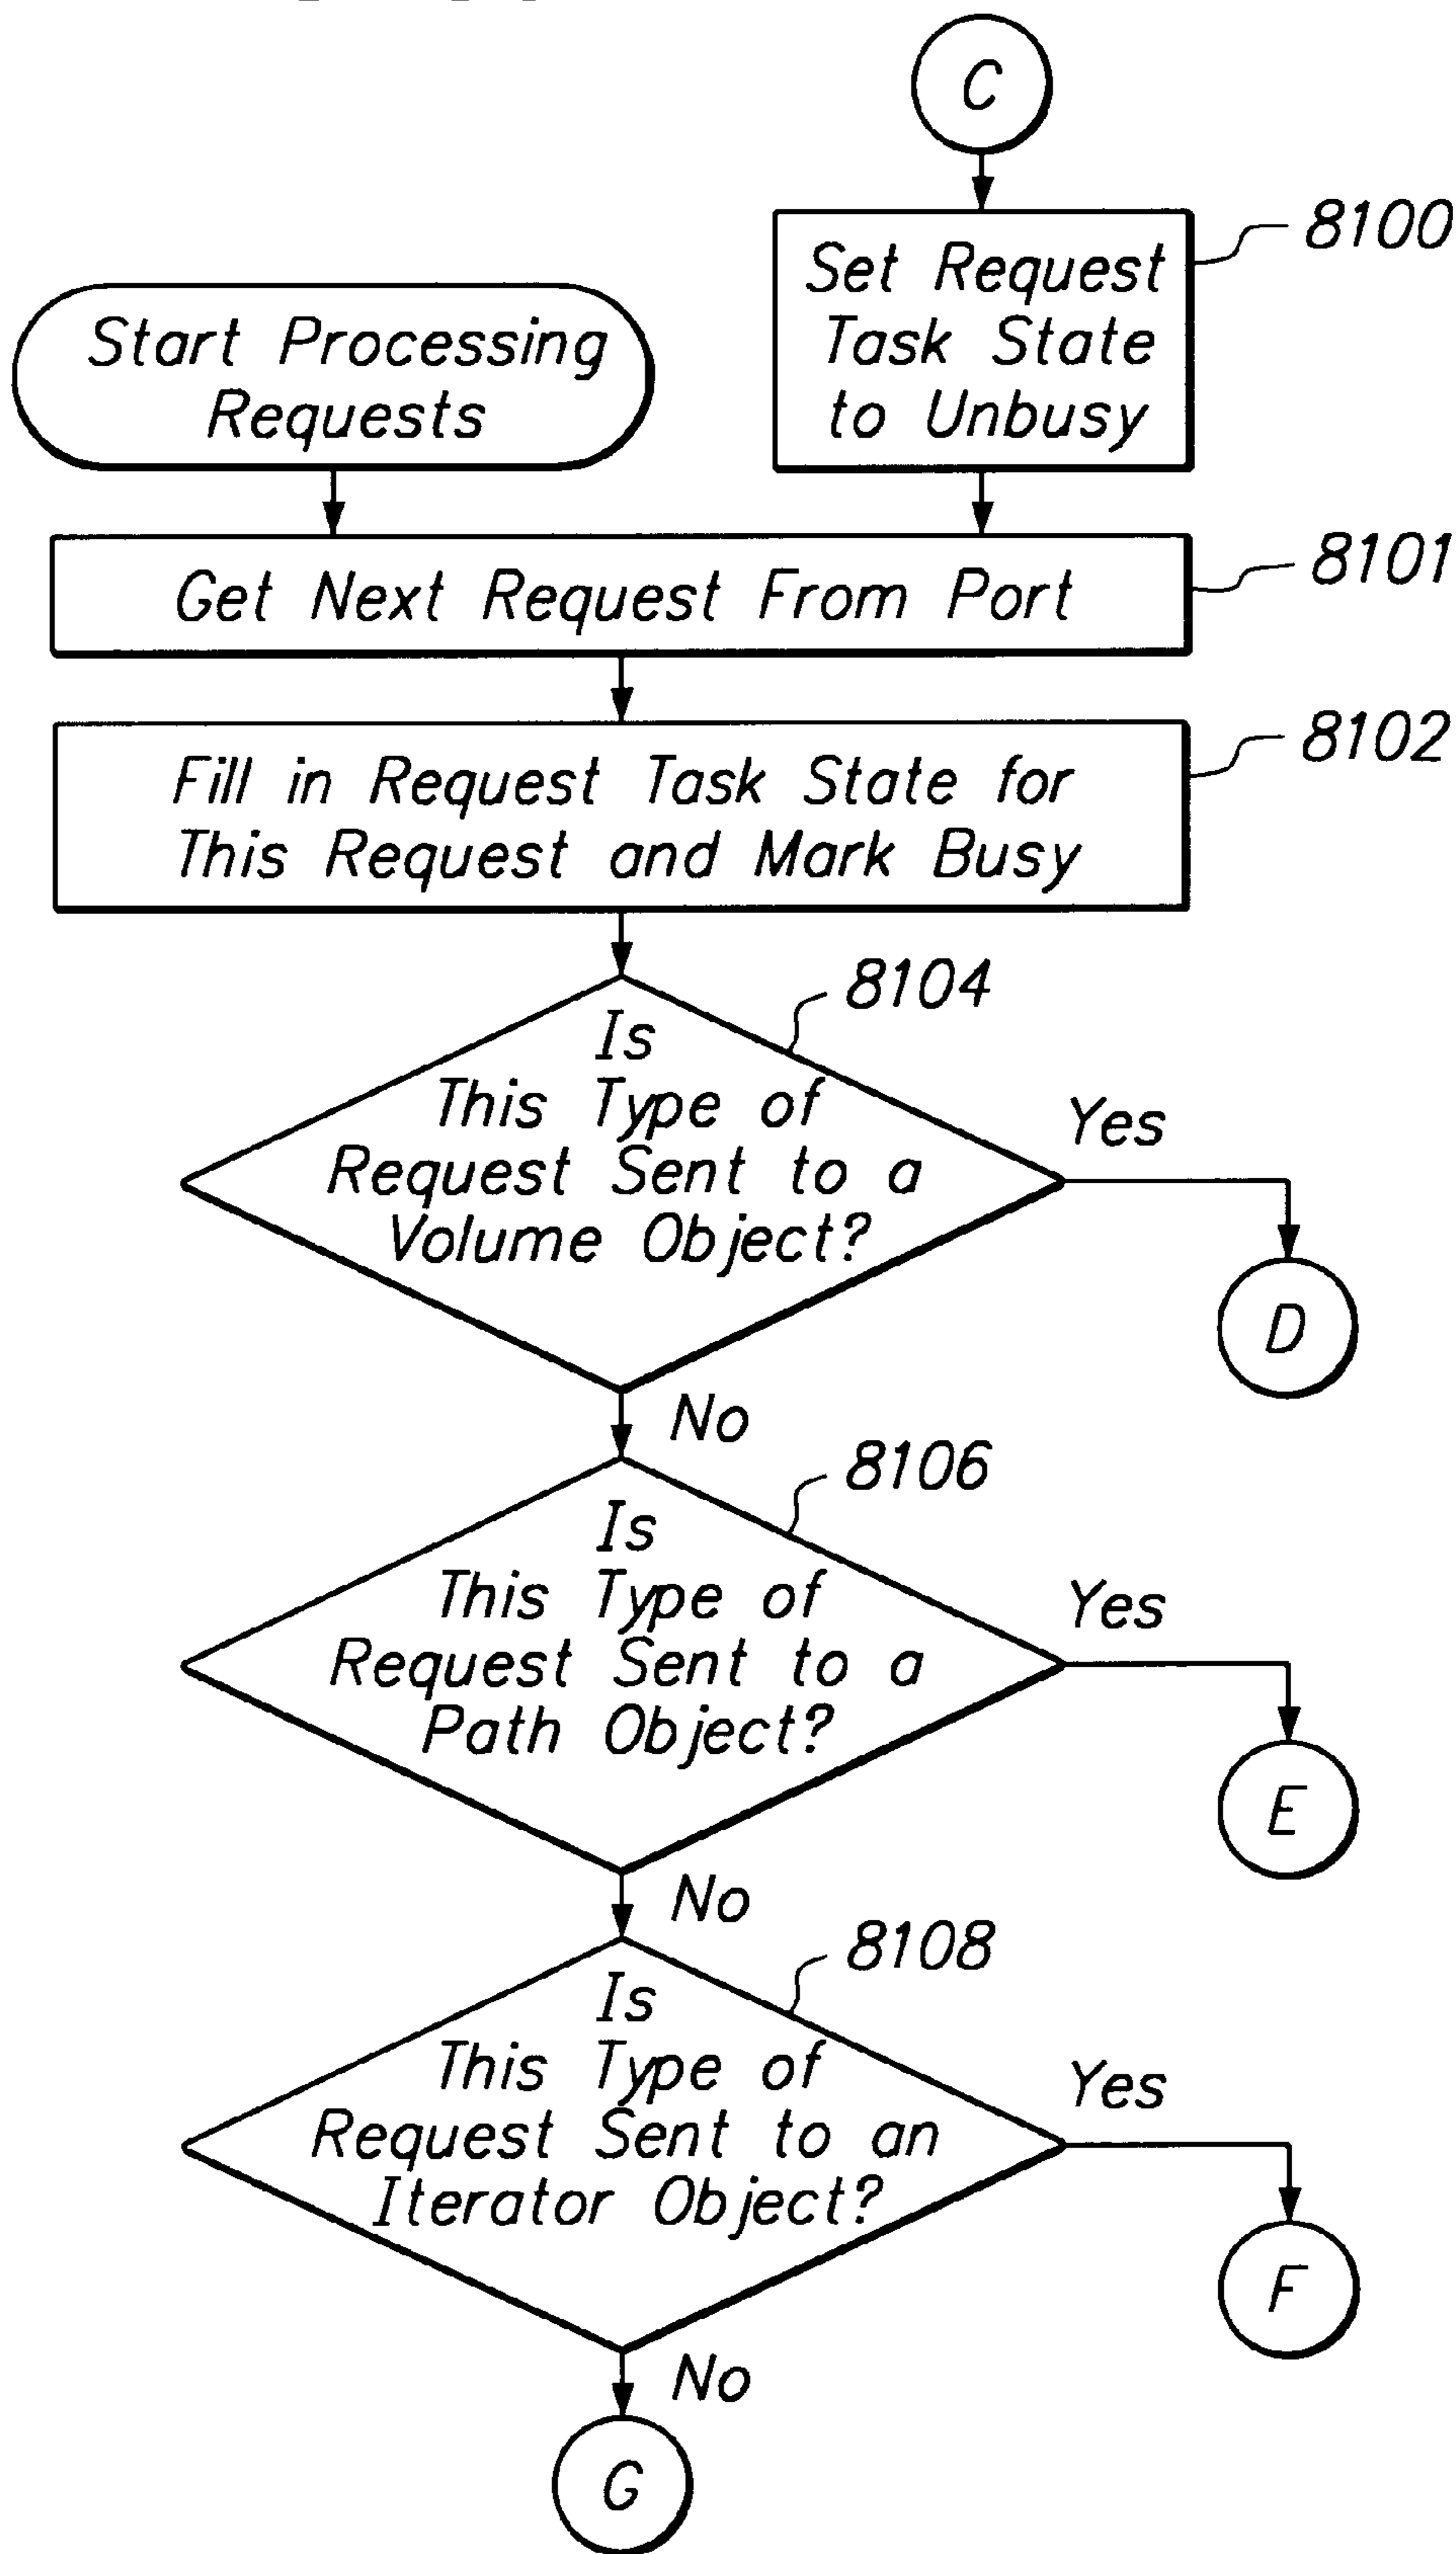 C
8100
Set Request
Task State
to Unbusy
Start Processing
Requests
8101
Get Next Request From Port
8102
Fill in Request Task State for
This Request and Mark Busy
8104
Is
This Type of
Request Sent to a
Volume Object?
Yes
D
No
8106
Is
This Type of
Request Sent to a
Path Object?
Yes
E
No
8108
Is
This Type of
Request Sent to an
Iterator Object?
Yes
F
No
G